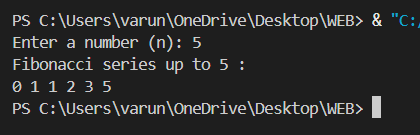 PS C:\Users\varun\OneDrive\Desktop\WEB> & "C:/
Enter a number (n): 5
Fibonacci series up to 5 :
0 1 1 2 3 5
PS C:\Users\varun\OneDrive\Desktop\WEB>